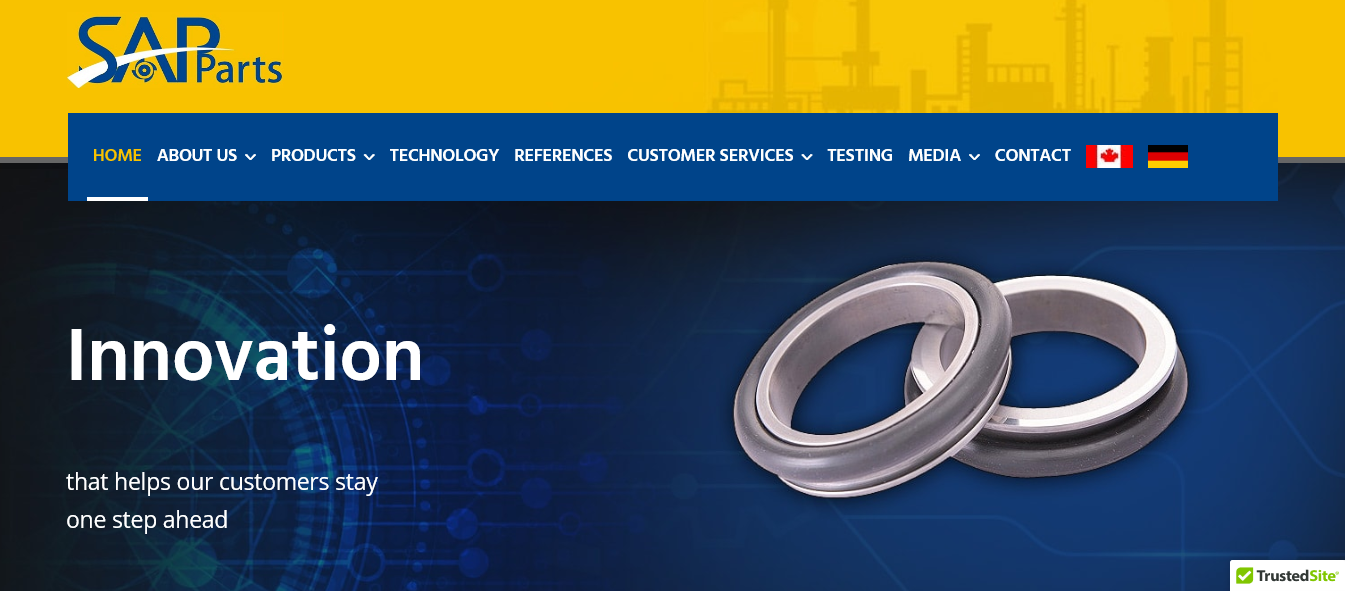 SAP Parts
HOME ABOUT US PRODUCTS TECHNOLOGY REFERENCES CUSTOMER SERVICES TESTING MEDIA CONTACT
Innovation
that helps our customers stay
one step ahead
TrustedSite